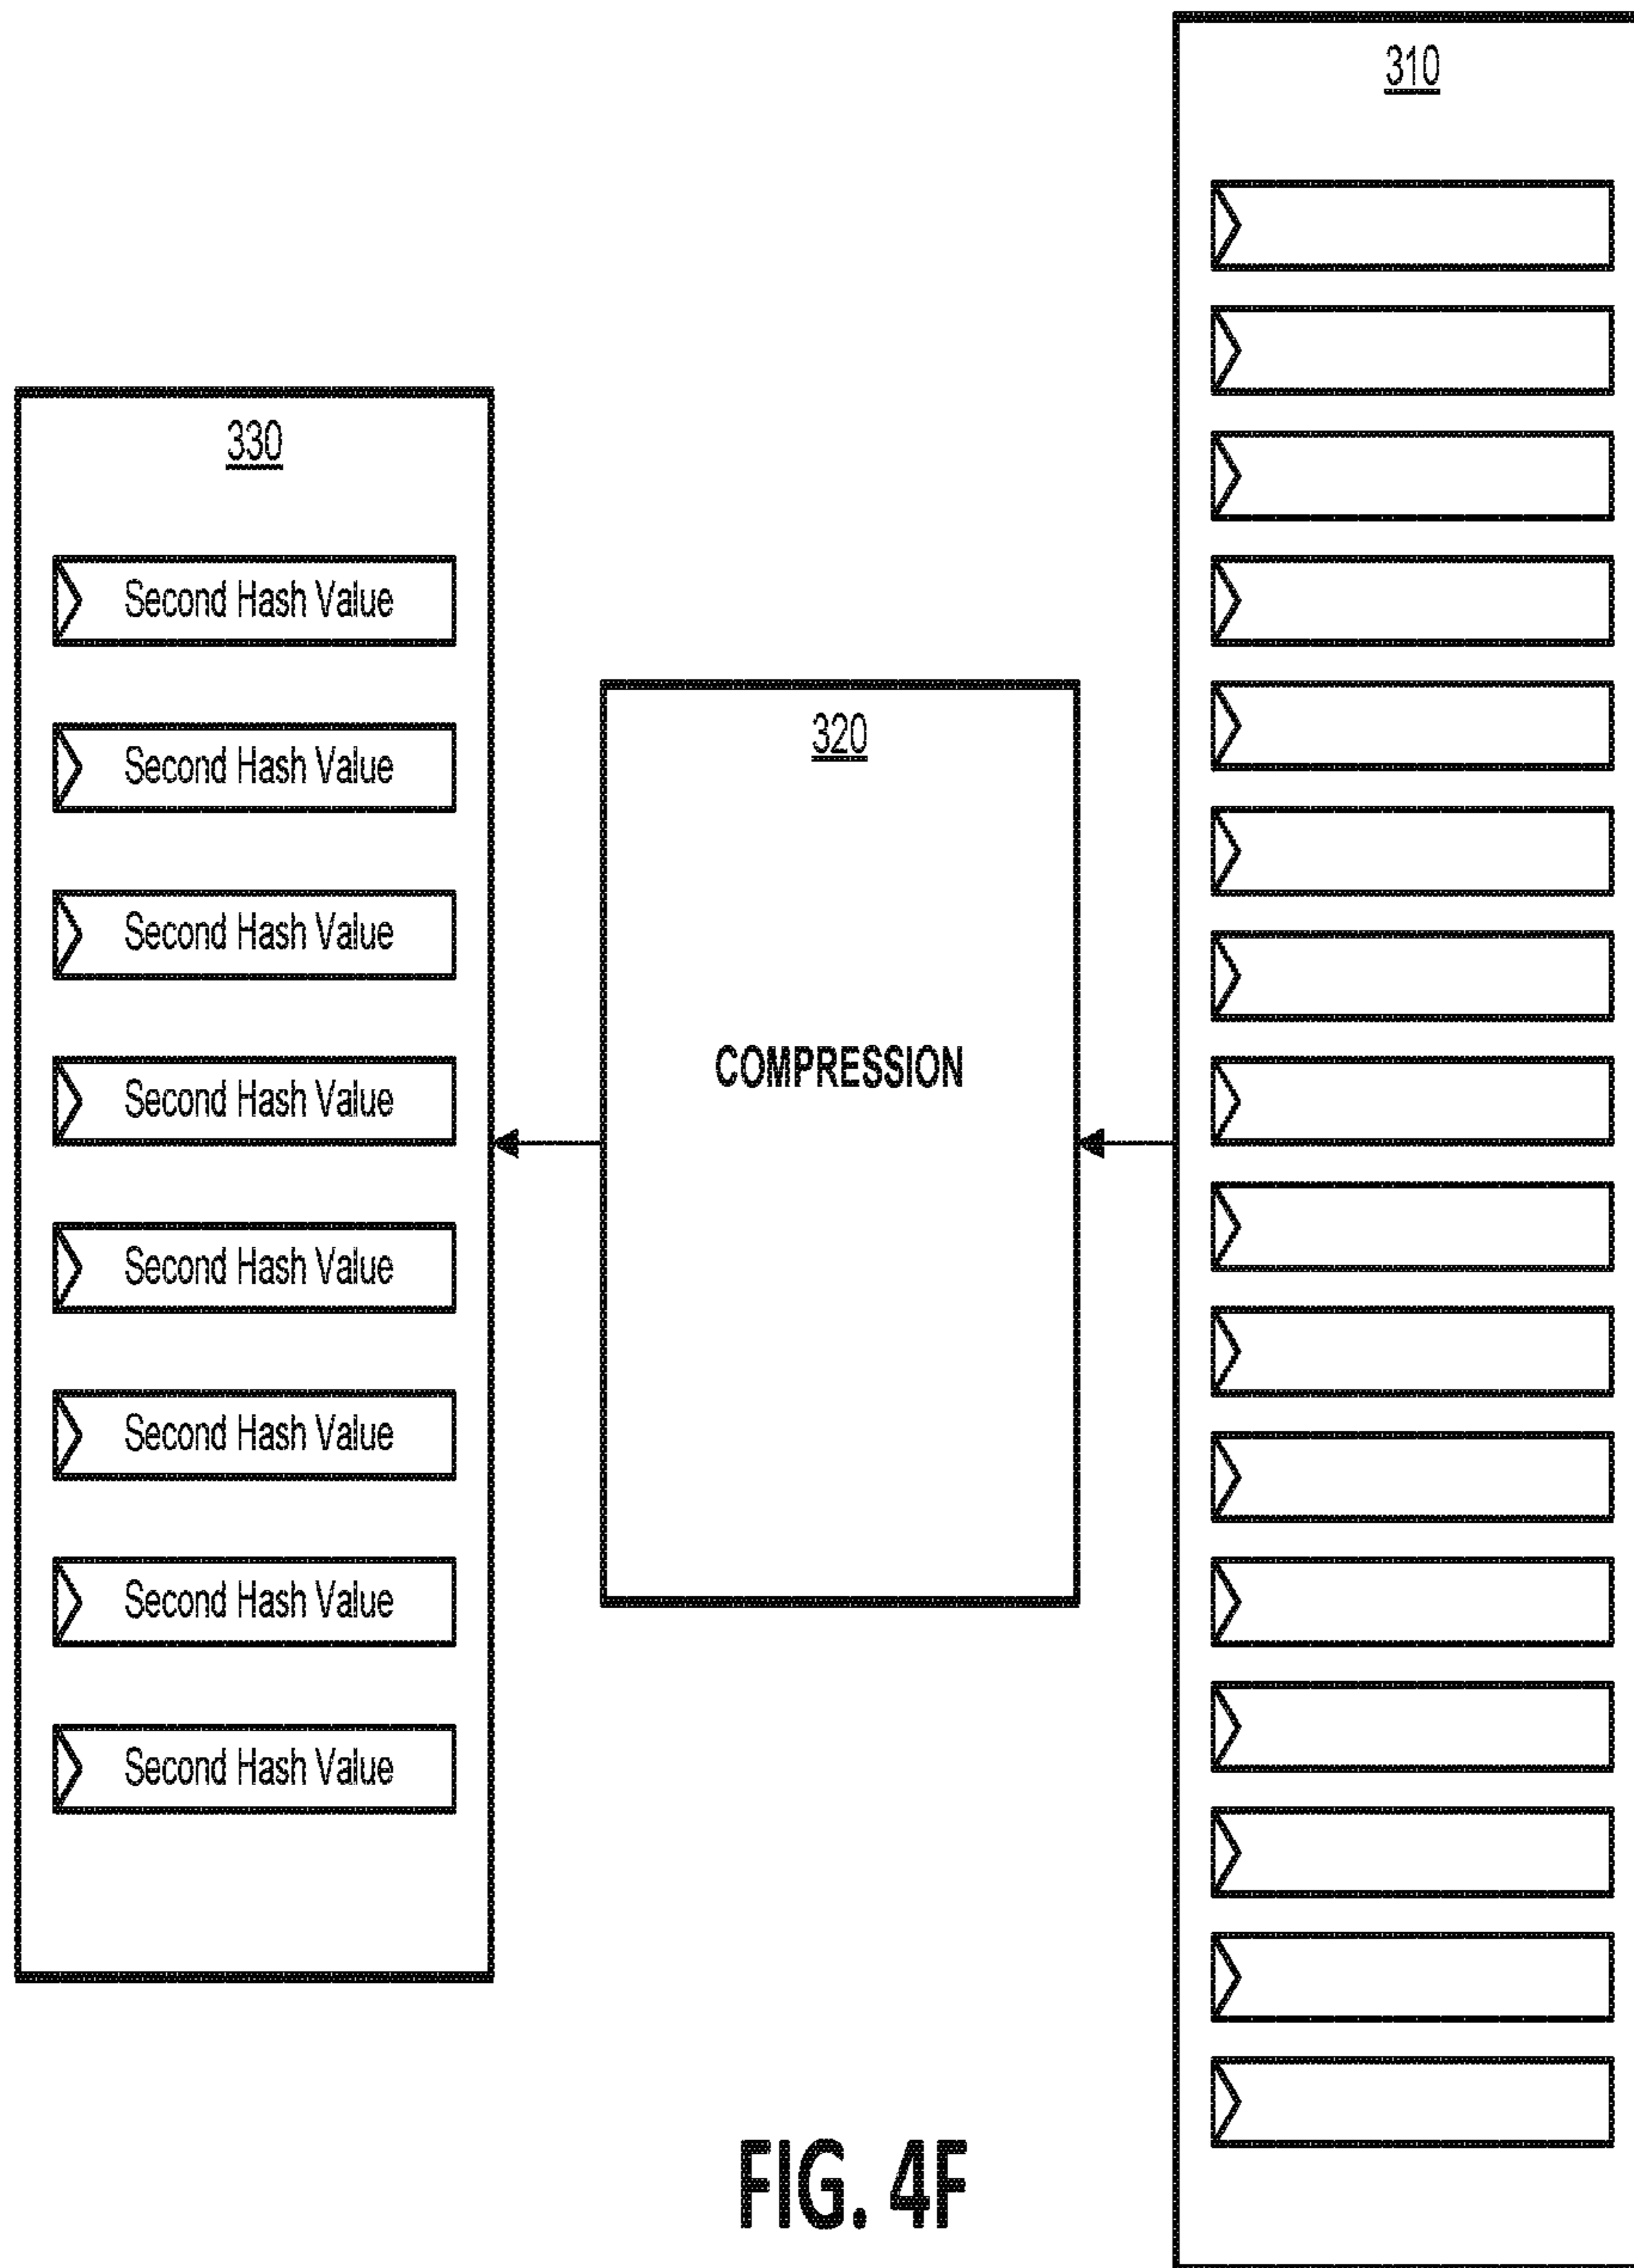 310
330
Second Hash Value
Second Hash Value
Second Hash Value
Second Hash Value
Second Hash Value
Second Hash Value
Second Hash Value
Second Hash Value
320
COMPRESSION
FIG. 4F